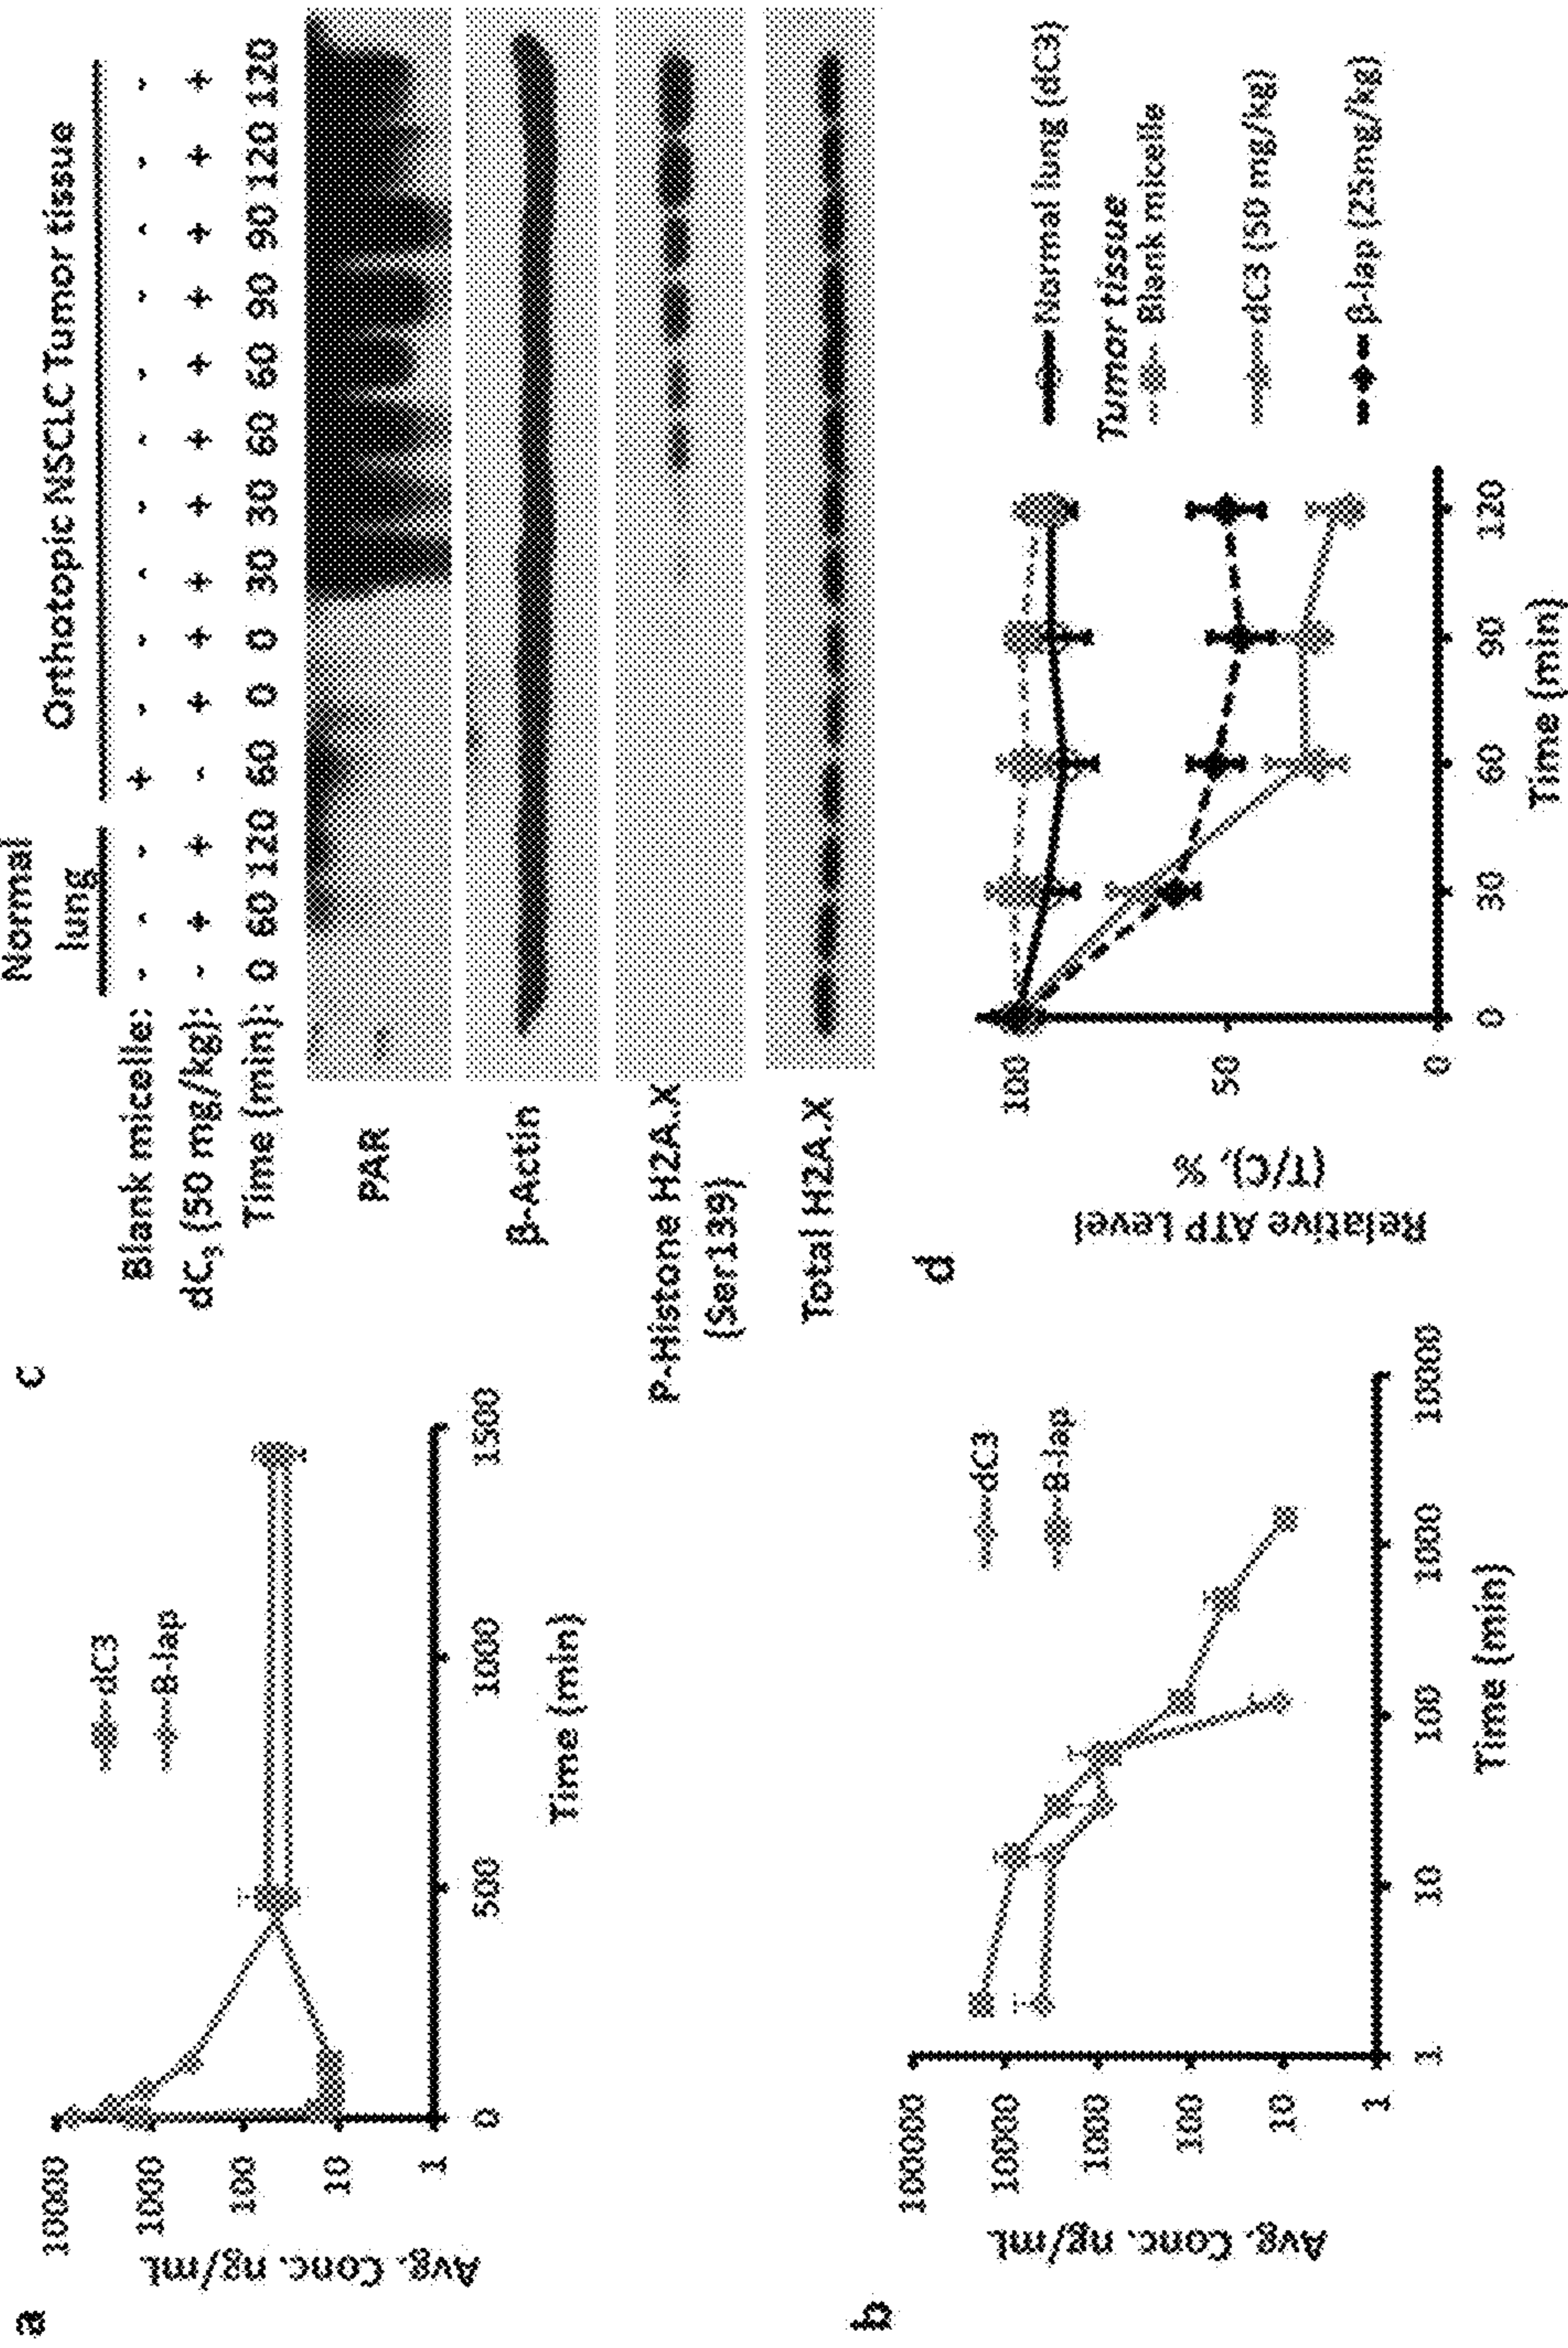 a
Avg. Conc. ng/mL
10000
1000
100
10
1
dC3
B-lap
0 500 1000 1500
Time (min)
b
Avg. Conc. ng/mL
100000
10000
1000
100
10
1
dC3
B-lap
1 10 100 1000 10000
Time (min)
c
Normal
lung
Orthotopic NSCLC Tumor tissue
Blank micelle: - - - + - - - - - - - - - -
dC₃ (50 mg/kg): - + + - + + + + + + + + + +
Time (min): 0 60 120 60 0 0 30 30 60 60 90 90 120 120
PAR
β-Actin
P-Histone H2A.X
(Ser139)
Total H2A.X
d
Relative ATP Level
(T/C), %
100
50
0
0 30 60 90 120
Time (min)
Normal lung (dC3)
Tumor tissue
Blank micelle
dC3 (50 mg/kg)
β-lap (25mg/kg)